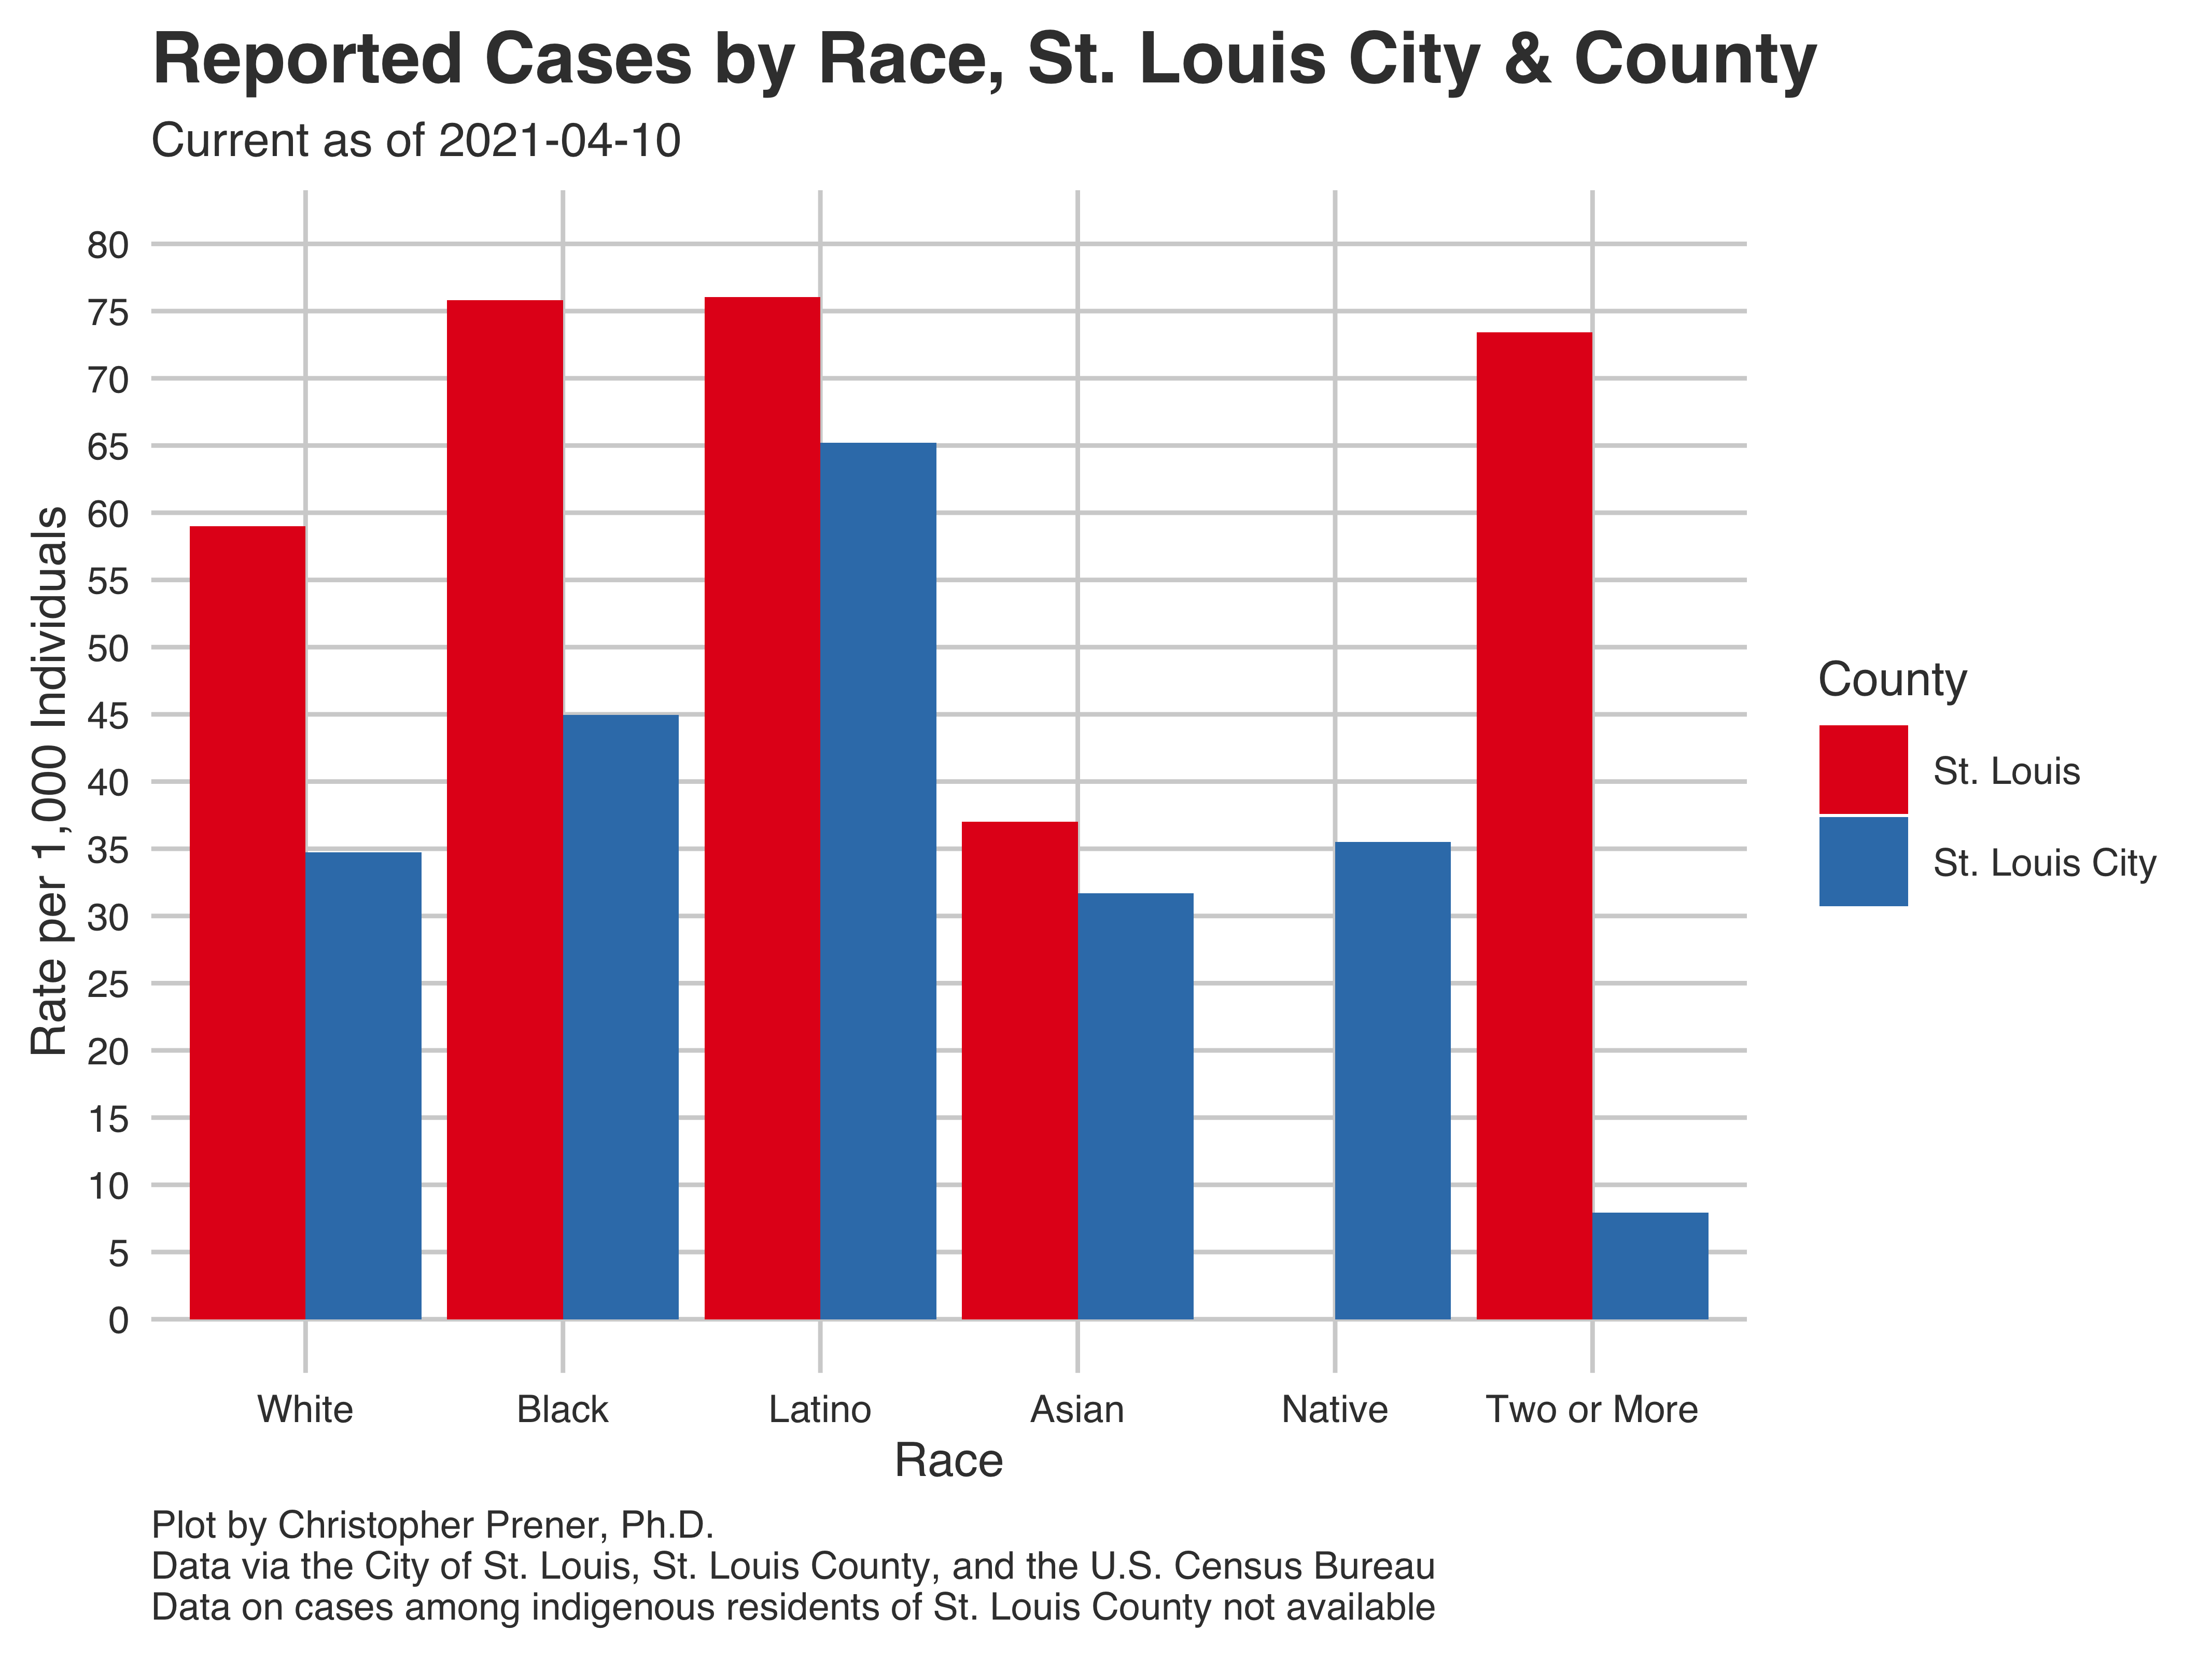 Reported Cases by Race, St. Louis City & County
Current as of 2021-04-10
80
75
70
65
60
55
50
45
40
35
30
25
20
15
10
5
0
Rate per 1,000 Individuals
White
Black
Latino
Asian
Native
Two or More
Race
County
St. Louis
St. Louis City
Plot by Christopher Prener, Ph.D.
Data via the City of St. Louis, St. Louis County, and the U.S. Census Bureau
Data on cases among indigenous residents of St. Louis County not available